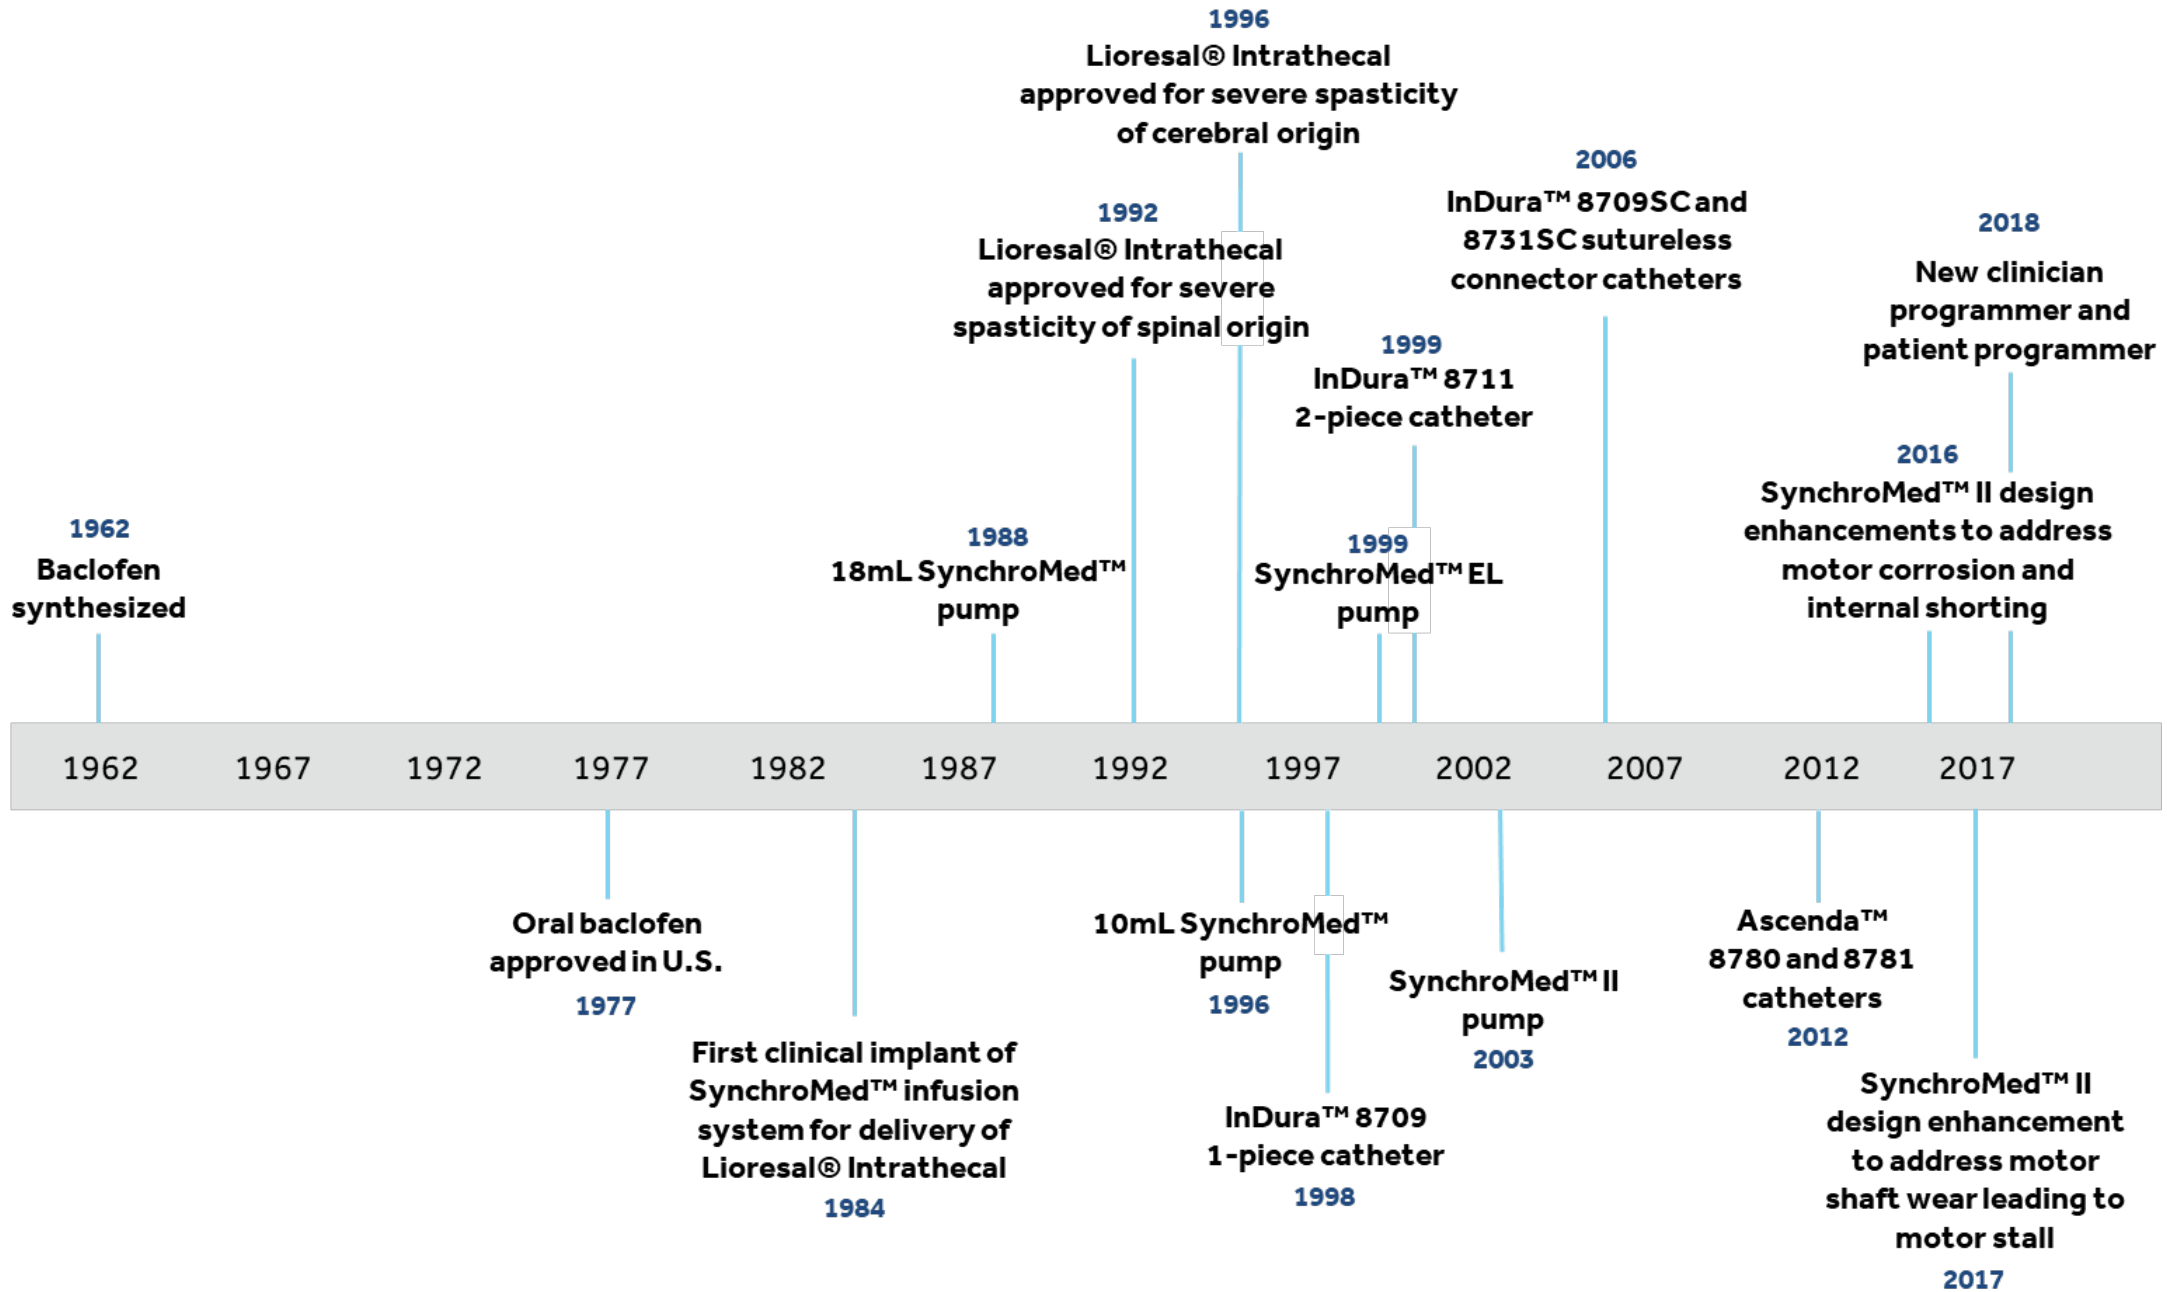 1996
Lioresal® Intrathecal
approved for severe spasticity
of cerebral origin
1992
Lioresal® Intrathecal
approved for severe
spasticity of spinal origin
2006
InDura™ 8709SC and
8731SC sutureless
connector catheters
2018
New clinician
programmer and
patient programmer
1999
InDura™ 8711
2-piece catheter
2016
SynchroMed™ II design
enhancements to address
motor corrosion and
internal shorting
1962
Baclofen
synthesized
1988
18mL SynchroMed™
pump
1999
SynchroMed™ EL
pump
1962 1967 1972 1977 1982 1987 1992 1997 2002 2007 2012 2017
Oral baclofen
approved in U.S.
1977
First clinical implant of
SynchroMed™ infusion
system for delivery of
Lioresal® Intrathecal
1984
10mL SynchroMed™
pump
1996
InDura™ 8709
1-piece catheter
1998
SynchroMed™ II
pump
2003
Ascenda™
8780 and 8781
catheters
2012
SynchroMed™ II
design enhancement
to address motor
shaft wear leading to
motor stall
2017